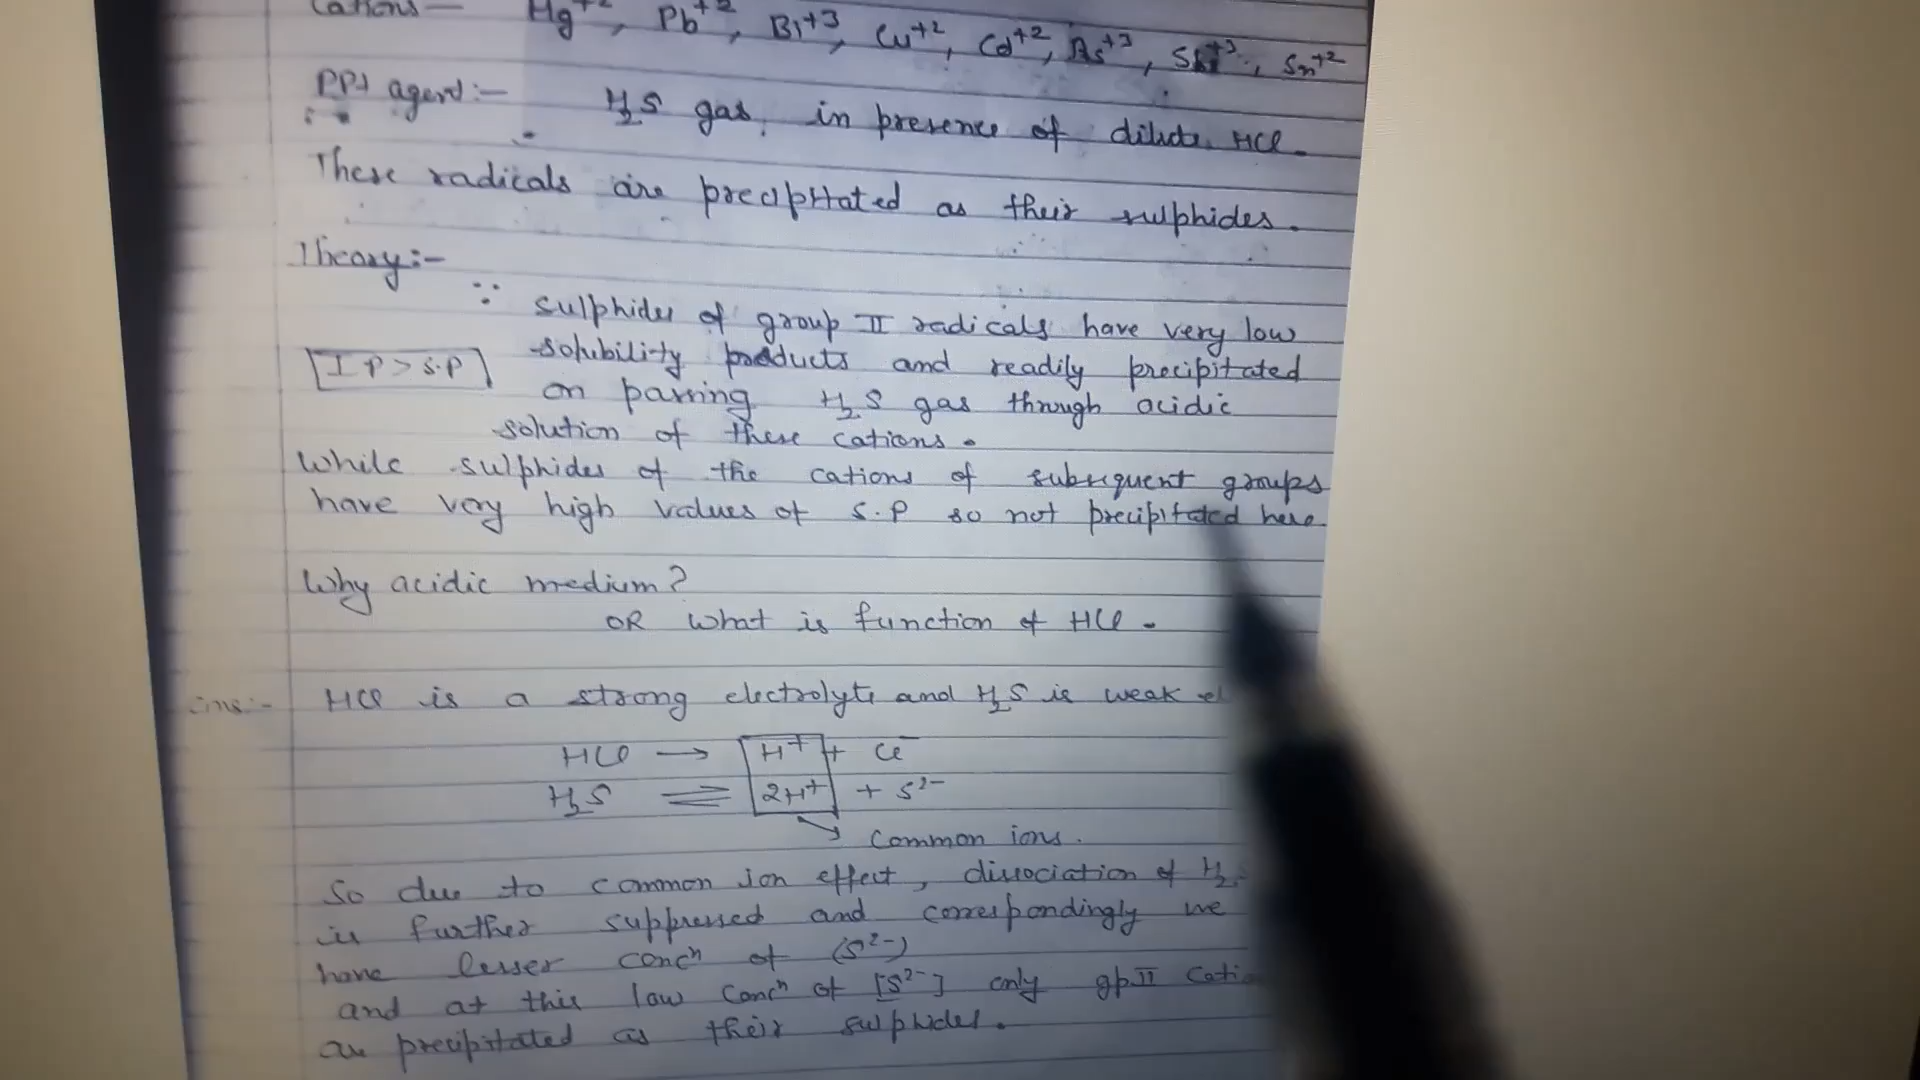 Cations— Hg+2, Pb+2, Bi+3, Cu+2, Cd+2, As+3, Sb+3, Sn+2
PPt agent:— H2S gas, in presence of dilute HCl.
These radicals are precipitated as their sulphides.
Theory:—
∵ sulphides of group II radicals have very low
[IP > S.P] solubility products and readily precipitated
on passing H2S gas through acidic
solution of these cations.
While sulphides of the cations of subsequent groups
have very high values of S.P so not precipitated here.
Why acidic medium?
OR What is function of HCl.
HCl is a strong electrolyte and H2S is weak el
HCl → H+ + Cl-
H2S ⇌ 2H+ + S2-
Common ions.
So due to common ion effect, dissociation of H2
is further suppressed and correspondingly we
have lesser concn of (S2-)
and at this low concn of [S2-] only gp II Catio
are precipitated as their sulphides.